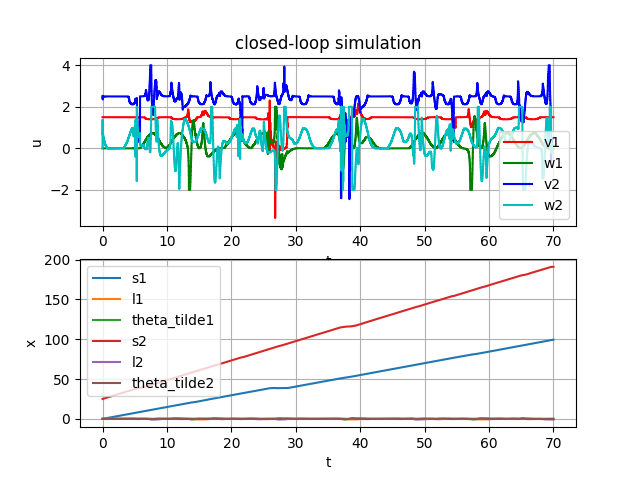 closed-loop simulation
4
2
0
−2
u
v1
w1
v2
w2
0 10 20 30 40 50 60 70
t
200
150
100
50
0
x
s1
l1
theta_tilde1
s2
l2
theta_tilde2
0 10 20 30 40 50 60 70
t